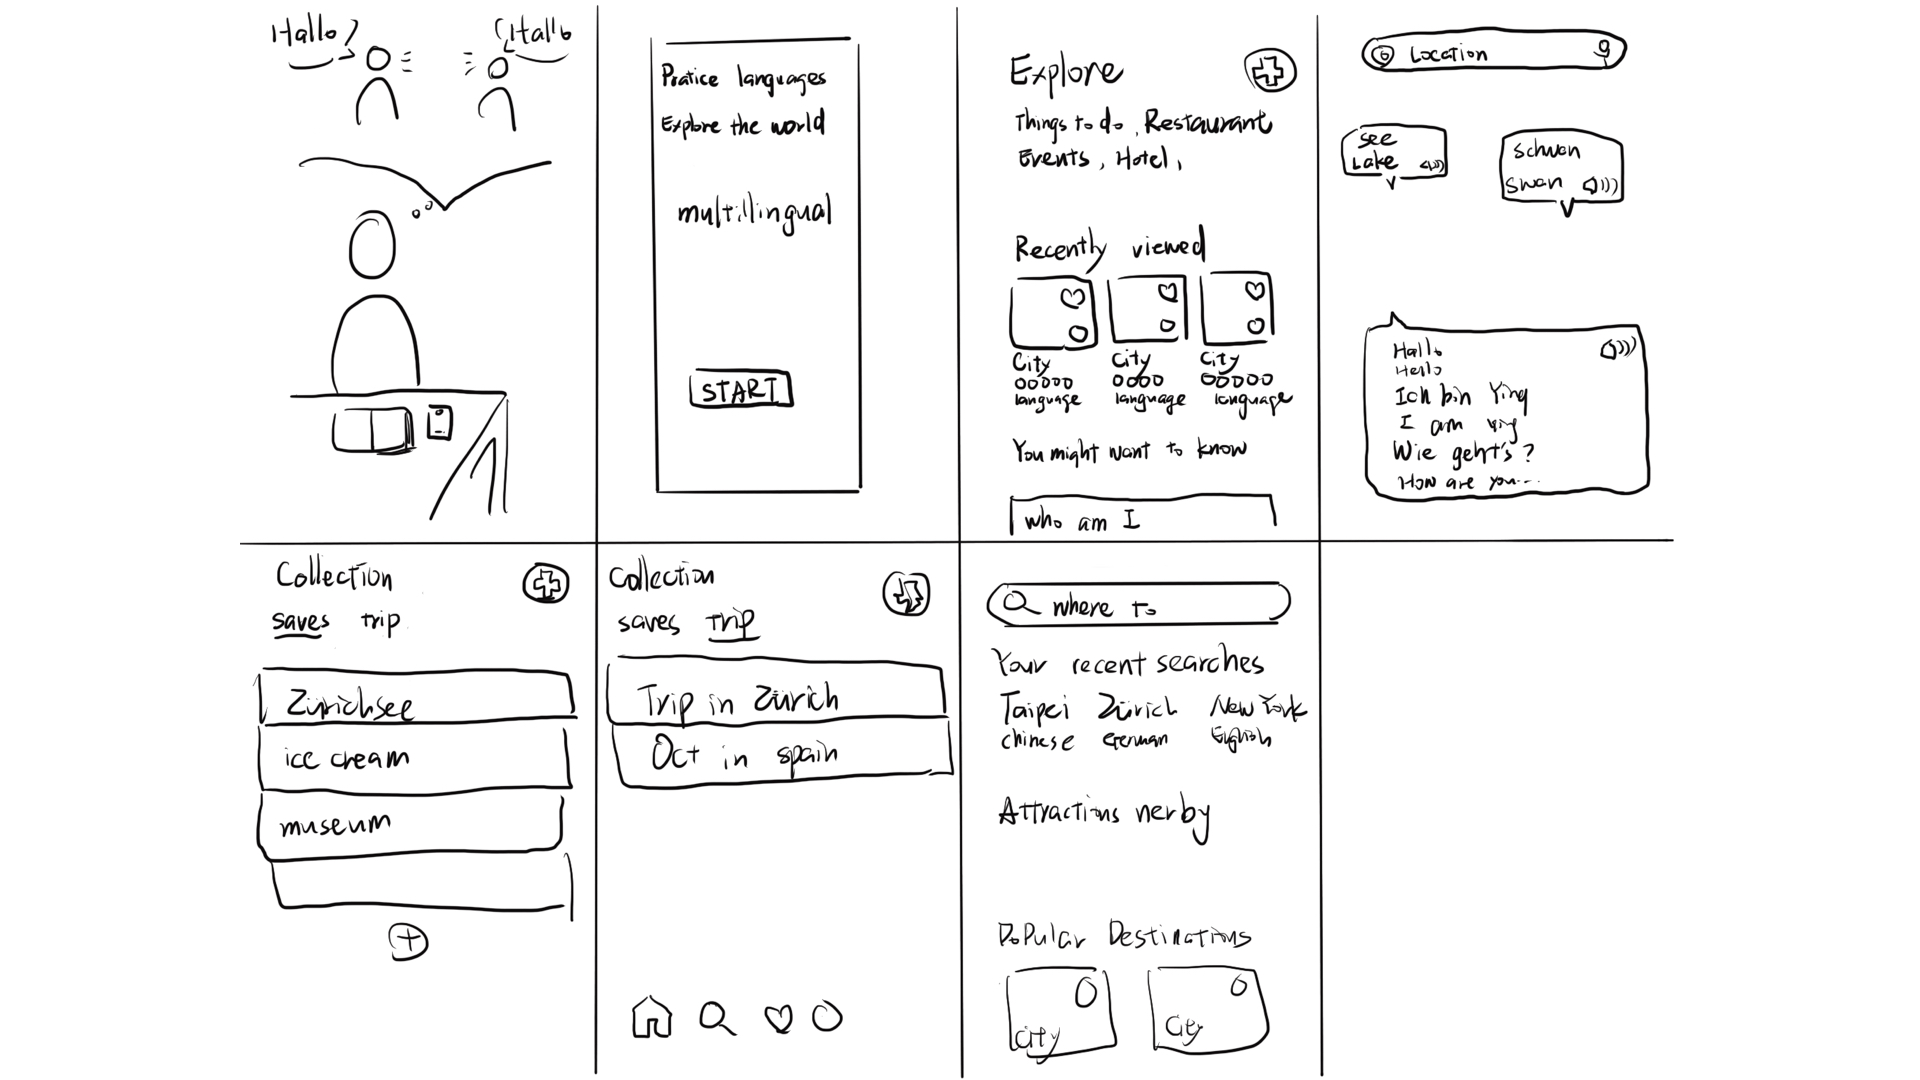 Hallo
Hallo
Pratice languages
Explore the world
multillingual
START
Explore
Things to do, Restaurant
Events, Hotel,
Recently viewed
City City City
language language language
You might want to know
who am I
Location
See
Lake
Schwan
Swan
Hallo
Hello
Ich bin Ying
I am Ying
Wie geht's?
How are you...
Collection
saves trip
Zürichsee
ice cream
museum
Collection
saves trip
Trip in Zürich
Oct in spain
where to
Your recent searches
Taipei Zürich New York
chinese German English
Attractions nerby
Popular Destinations
City City